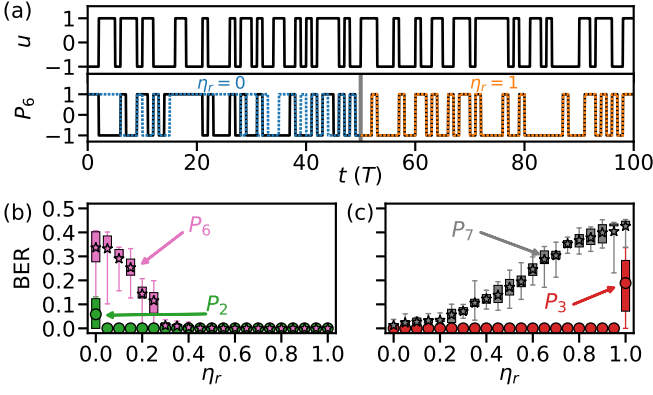 (a)
u
1
0
−1
P6
1
0
−1
ηr = 0
ηr = 1
0 20 40 60 80 100
t (T)
(b)
BER
0.5
0.4
0.3
0.2
0.1
0.0
P6
P2
0.0 0.2 0.4 0.6 0.8 1.0
ηr
(c)
P7
P3
0.0 0.2 0.4 0.6 0.8 1.0
ηr